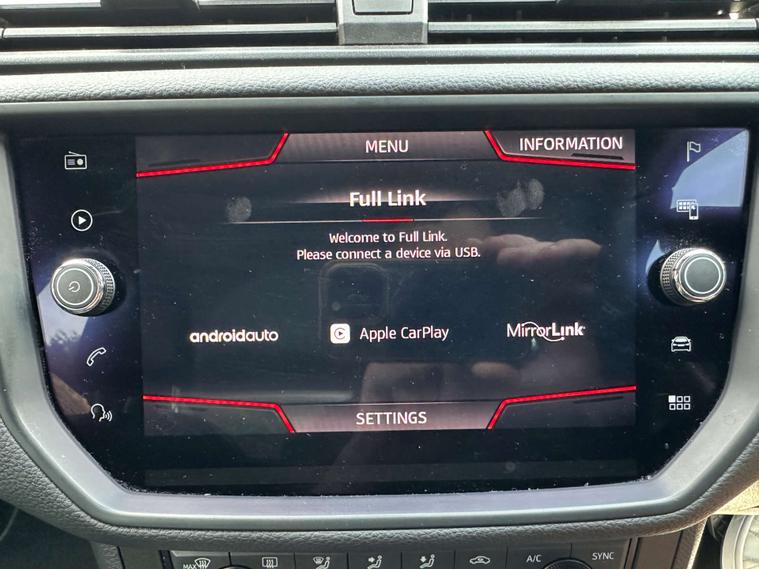 MENU
INFORMATION
Full Link
Welcome to Full Link.
Please connect a device via USB.
androidauto
Apple CarPlay
MirrorLink
SETTINGS
MAX
A/C
SYNC